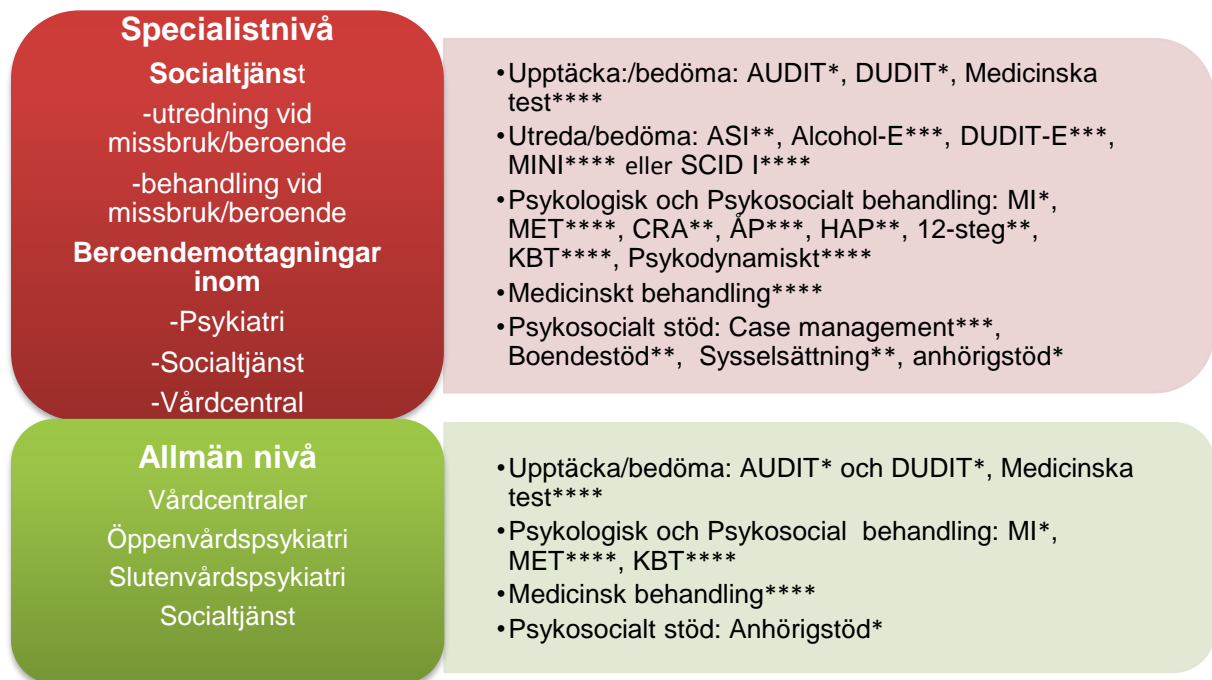 Specialistnivå
Socialtjänst
-utredning vid
missbruk/beroende
-behandling vid
missbruk/beroende
Beroendemottagningar
inom
-Psykiatri
-Socialtjänst
-Vårdcentral
•Upptäcka:/bedöma: AUDIT*, DUDIT*, Medicinska
test****
•Utreda/bedöma: ASI**, Alcohol-E***, DUDIT-E***,
MINI**** eller SCID I****
•Psykologisk och Psykosocialt behandling: MI*,
MET****, CRA**, ÅP***, HAP**, 12-steg**,
KBT****, Psykodynamiskt****
•Medicinskt behandling****
•Psykosocialt stöd: Case management***,
Boendestöd**, Sysselsättning**, anhörigstöd*
Allmän nivå
Vårdcentraler
Öppenvårdspsykiatri
Slutenvårdspsykiatri
Socialtjänst
•Upptäcka/bedöma: AUDIT* och DUDIT*, Medicinska
test****
•Psykologisk och Psykosocial behandling: MI*,
MET****, KBT****
•Medicinsk behandling****
•Psykosocialt stöd: Anhörigstöd*